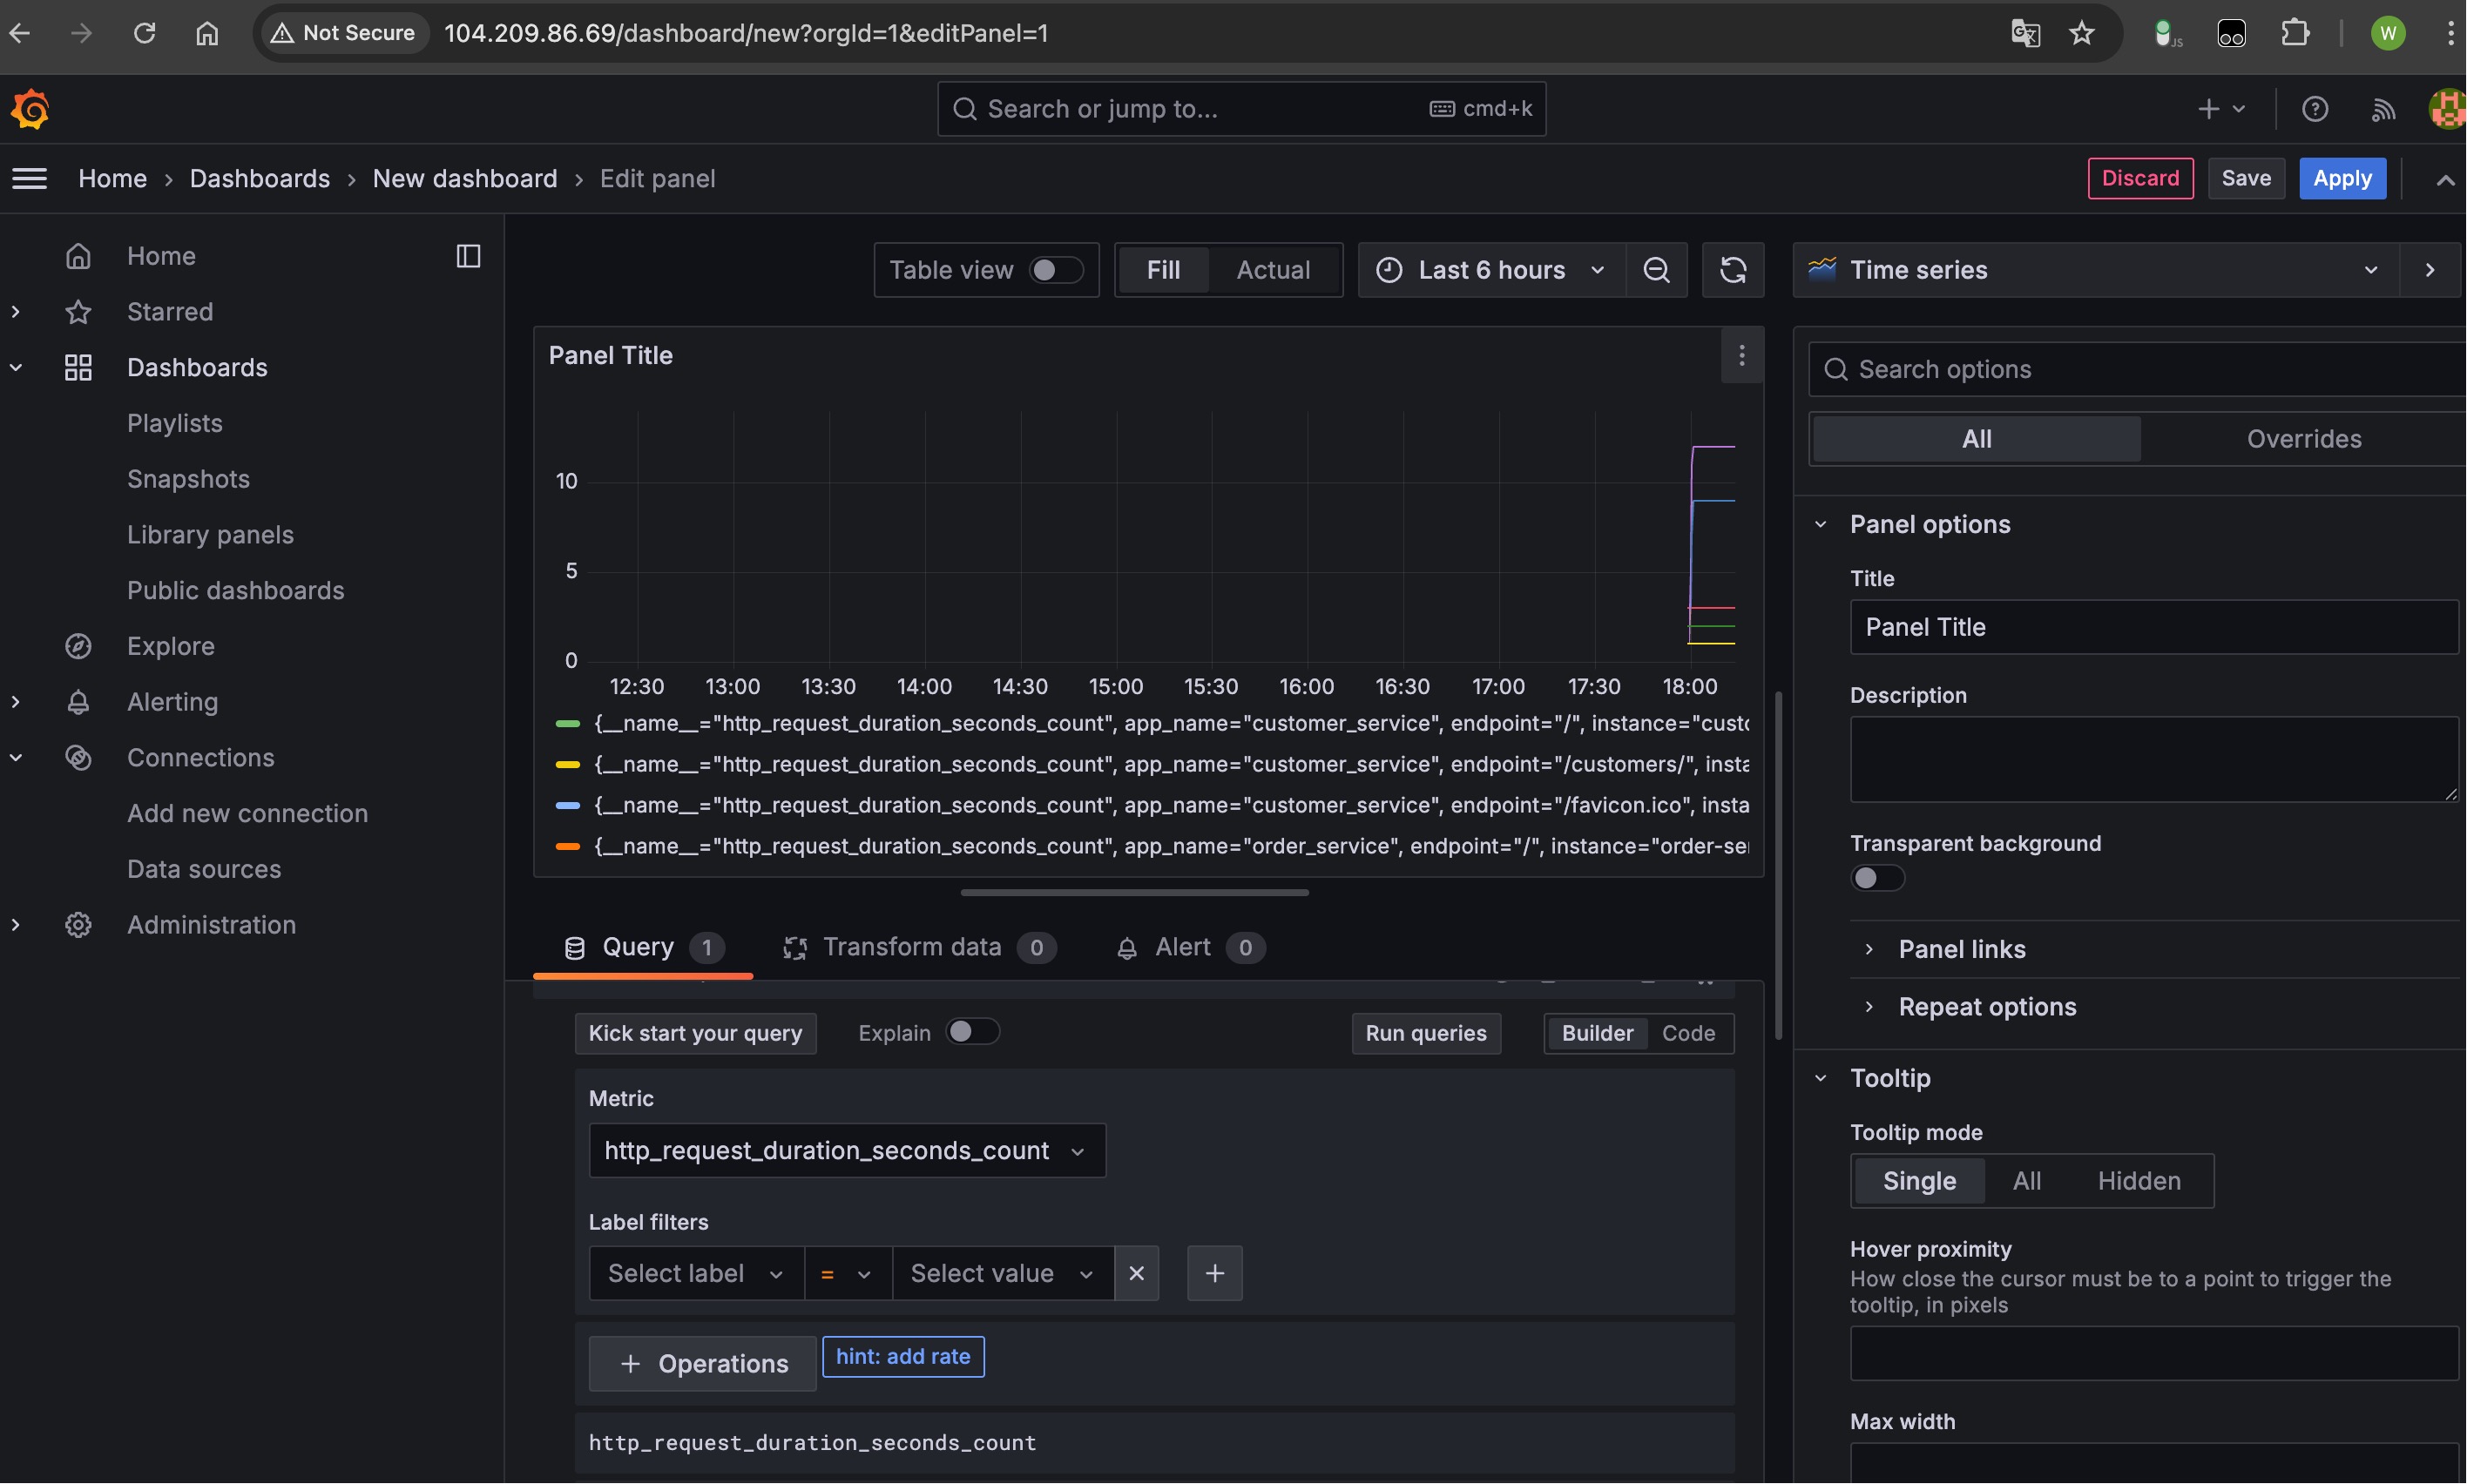 Not Secure 104.209.86.69/dashboard/new?orgId=1&editPanel=1
JS
W
Search or jump to... cmd+k
Home › Dashboards › New dashboard › Edit panel
Discard Save Apply
Home
Starred
Dashboards
Playlists
Snapshots
Library panels
Public dashboards
Explore
Alerting
Connections
Add new connection
Data sources
Administration
Table view Fill Actual Last 6 hours
Panel Title
10
5
0
12:30 13:00 13:30 14:00 14:30 15:00 15:30 16:00 16:30 17:00 17:30 18:00
{__name__="http_request_duration_seconds_count", app_name="customer_service", endpoint="/", instance="custo
{__name__="http_request_duration_seconds_count", app_name="customer_service", endpoint="/customers/", insta
{__name__="http_request_duration_seconds_count", app_name="customer_service", endpoint="/favicon.ico", insta
{__name__="http_request_duration_seconds_count", app_name="order_service", endpoint="/", instance="order-ser
Query 1 Transform data 0 Alert 0
Kick start your query Explain Run queries Builder Code
Metric
http_request_duration_seconds_count
Label filters
Select label = Select value
+ Operations hint: add rate
http_request_duration_seconds_count
Time series
Search options
All Overrides
Panel options
Title
Panel Title
Description
Transparent background
Panel links
Repeat options
Tooltip
Tooltip mode
Single All Hidden
Hover proximity
How close the cursor must be to a point to trigger the
tooltip, in pixels
Max width